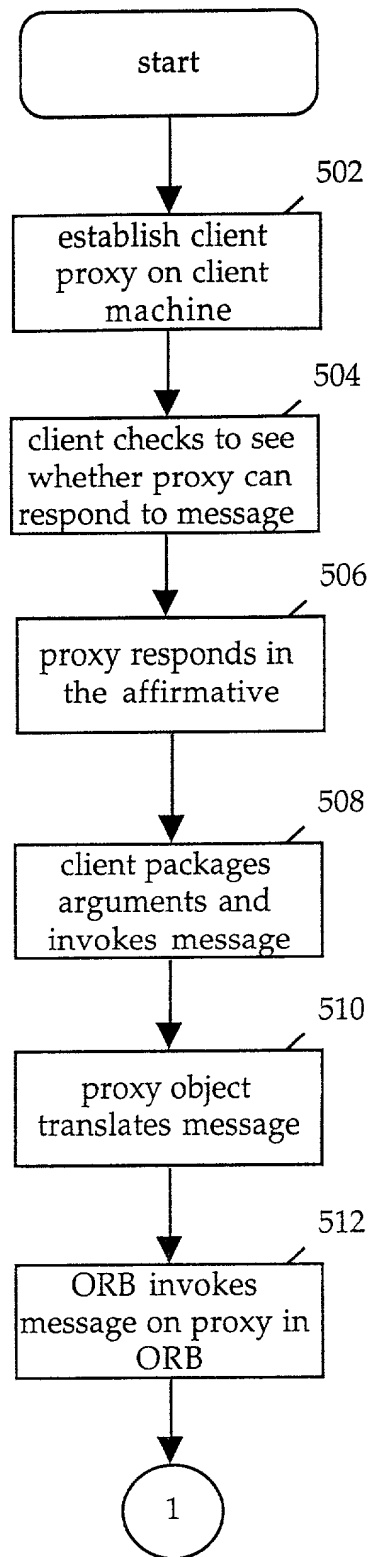 start
502
establish client
proxy on client
machine
504
client checks to see
whether proxy can
respond to message
506
proxy responds in
the affirmative
508
client packages
arguments and
invokes message
510
proxy object
translates message
512
ORB invokes
message on proxy in
ORB
1